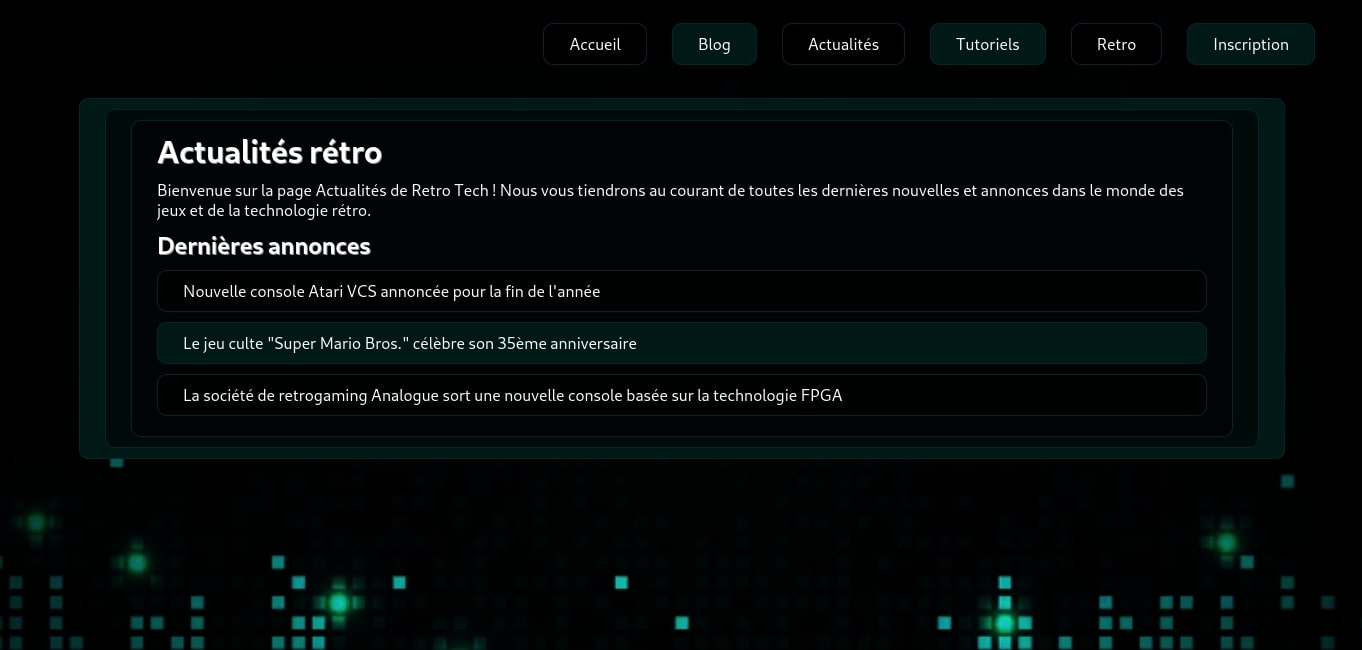 Accueil
Blog
Actualités
Tutoriels
Retro
Inscription
Actualités rétro
Bienvenue sur la page Actualités de Retro Tech ! Nous vous tiendrons au courant de toutes les dernières nouvelles et annonces dans le monde des
jeux et de la technologie rétro.
Dernières annonces
Nouvelle console Atari VCS annoncée pour la fin de l'année
Le jeu culte "Super Mario Bros." célèbre son 35ème anniversaire
La société de retrogaming Analogue sort une nouvelle console basée sur la technologie FPGA